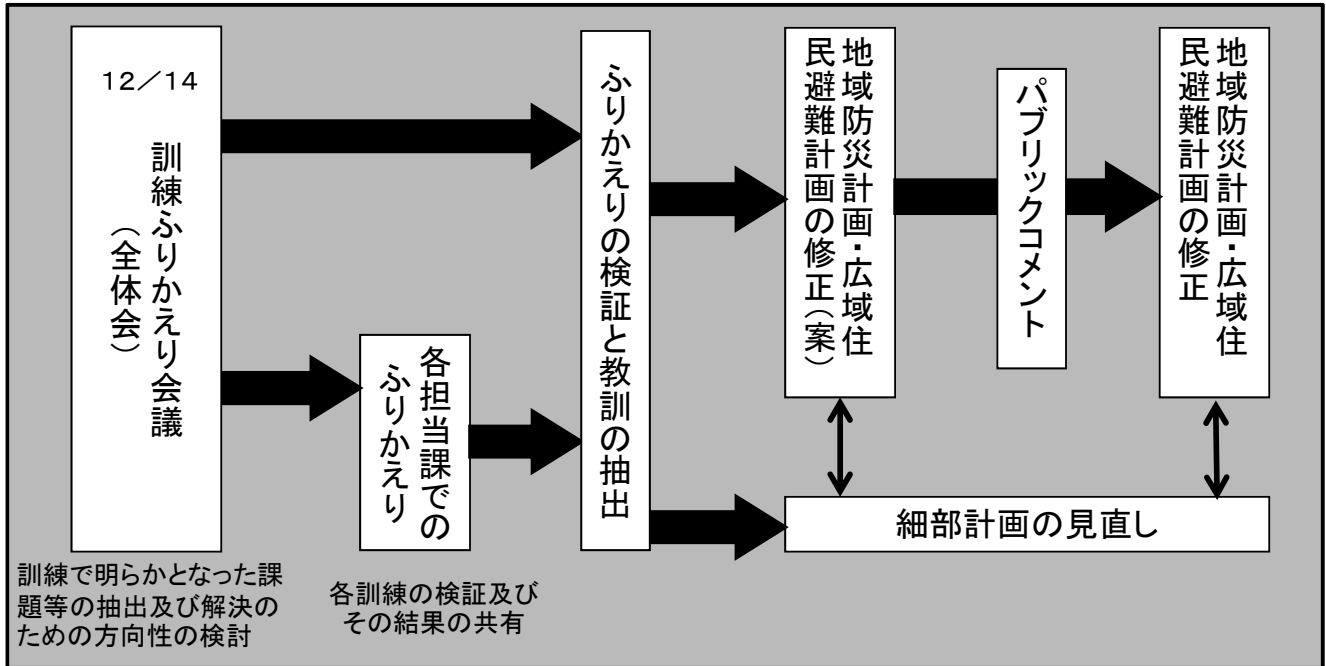 12/14
訓練ふりかえり会議
(全体会)
訓練で明らかとなった課
題等の抽出及び解決の
ための方向性の検討
各担当課での
ふりかえり
各訓練の検証及び
その結果の共有
ふりかえりの検証と教訓の抽出
地域防災計画・広域住
民避難計画の修正(案)
パブリックコメント
地域防災計画・広域住
民避難計画の修正
細部計画の見直し